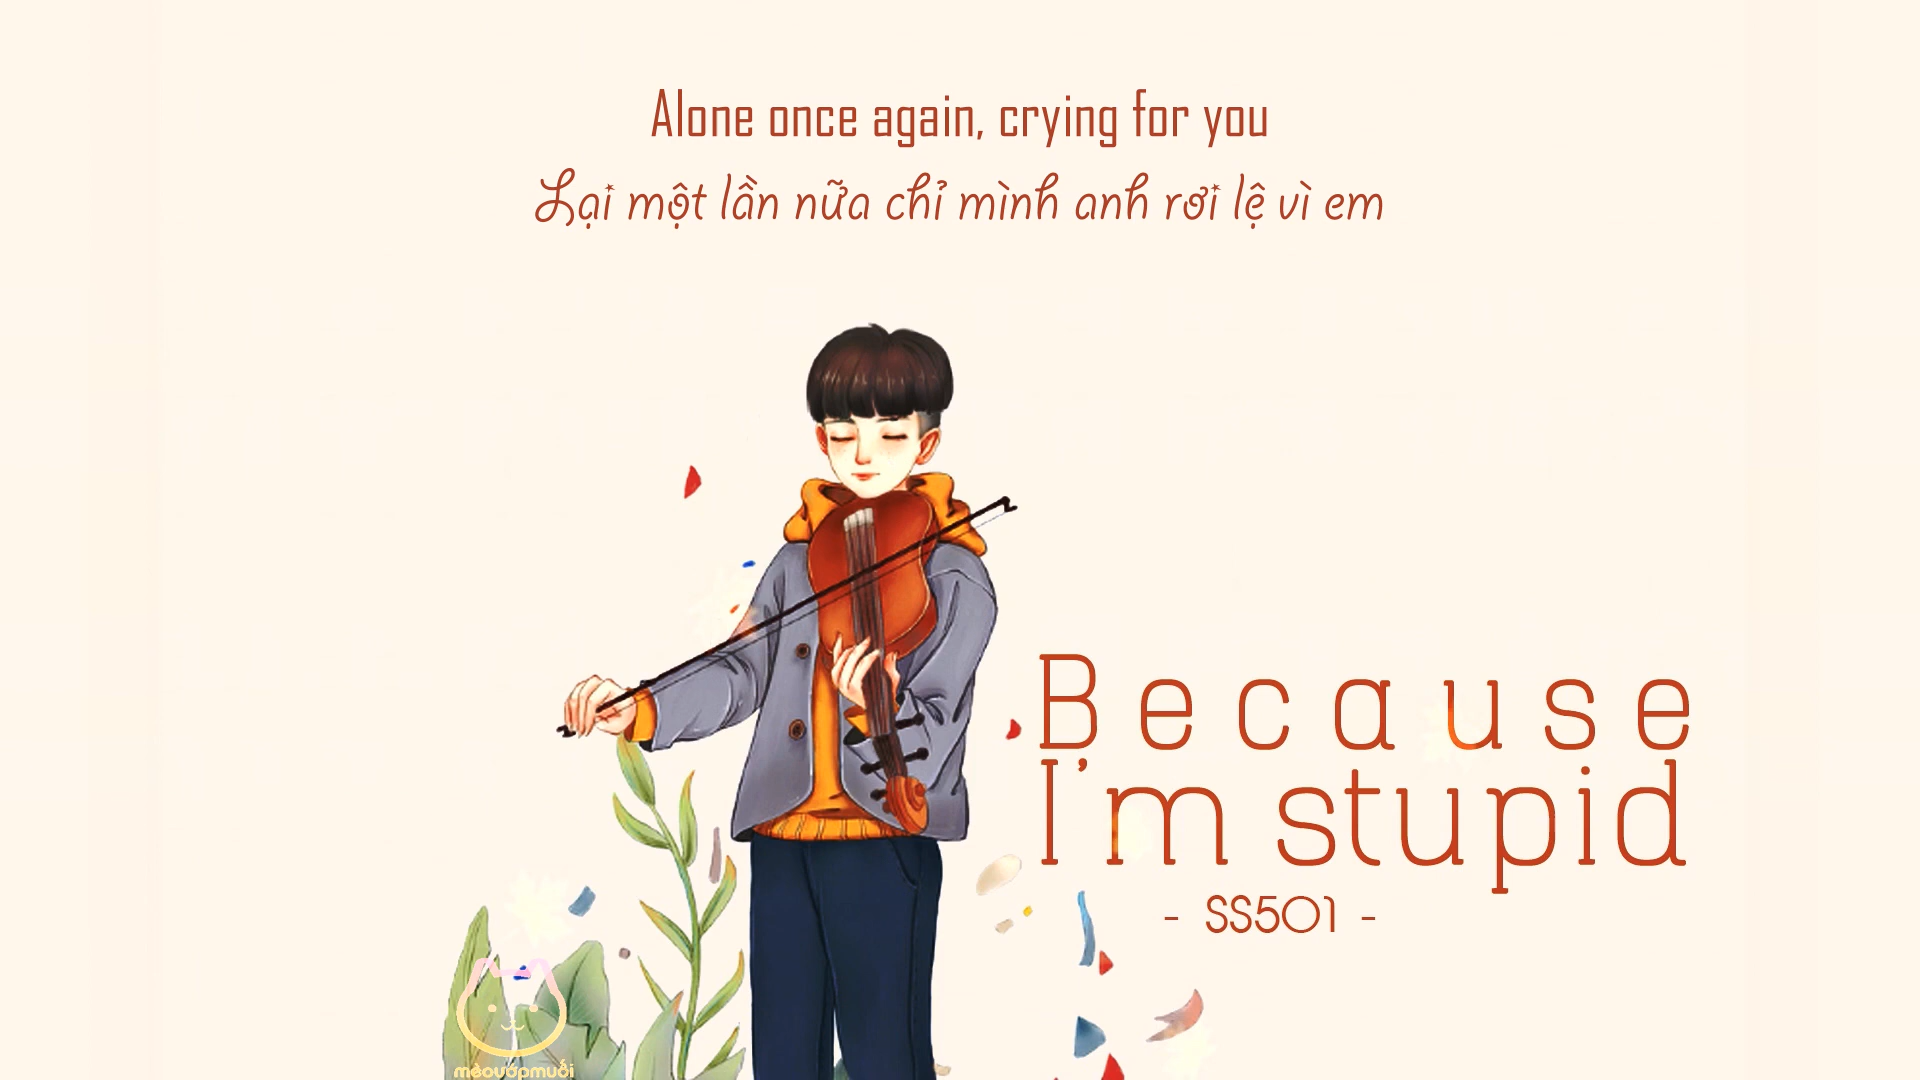 Alone once again, crying for you
Lại một lần nữa chỉ mình anh rơi lệ vì em
Because
I'm stupid
- SS501 -
mèoướpmuối